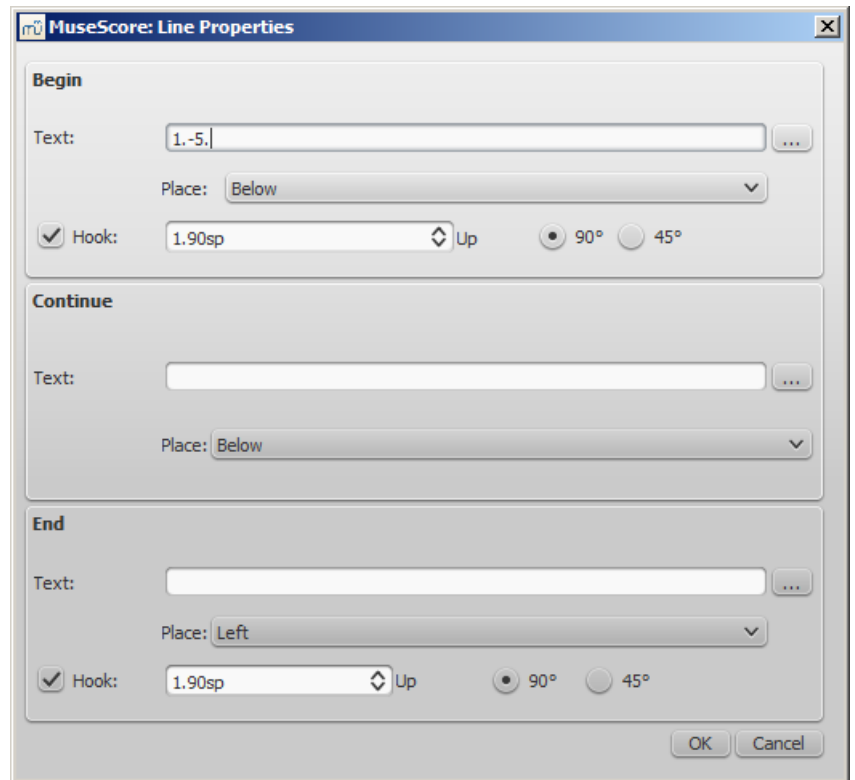 mü MuseScore: Line Properties
Begin
Text: 1.-5. ...
Place: Below
Hook: 1.90sp Up 90° 45°
Continue
Text: ...
Place: Below
End
Text: ...
Place: Left
Hook: 1.90sp Up 90° 45°
OK Cancel